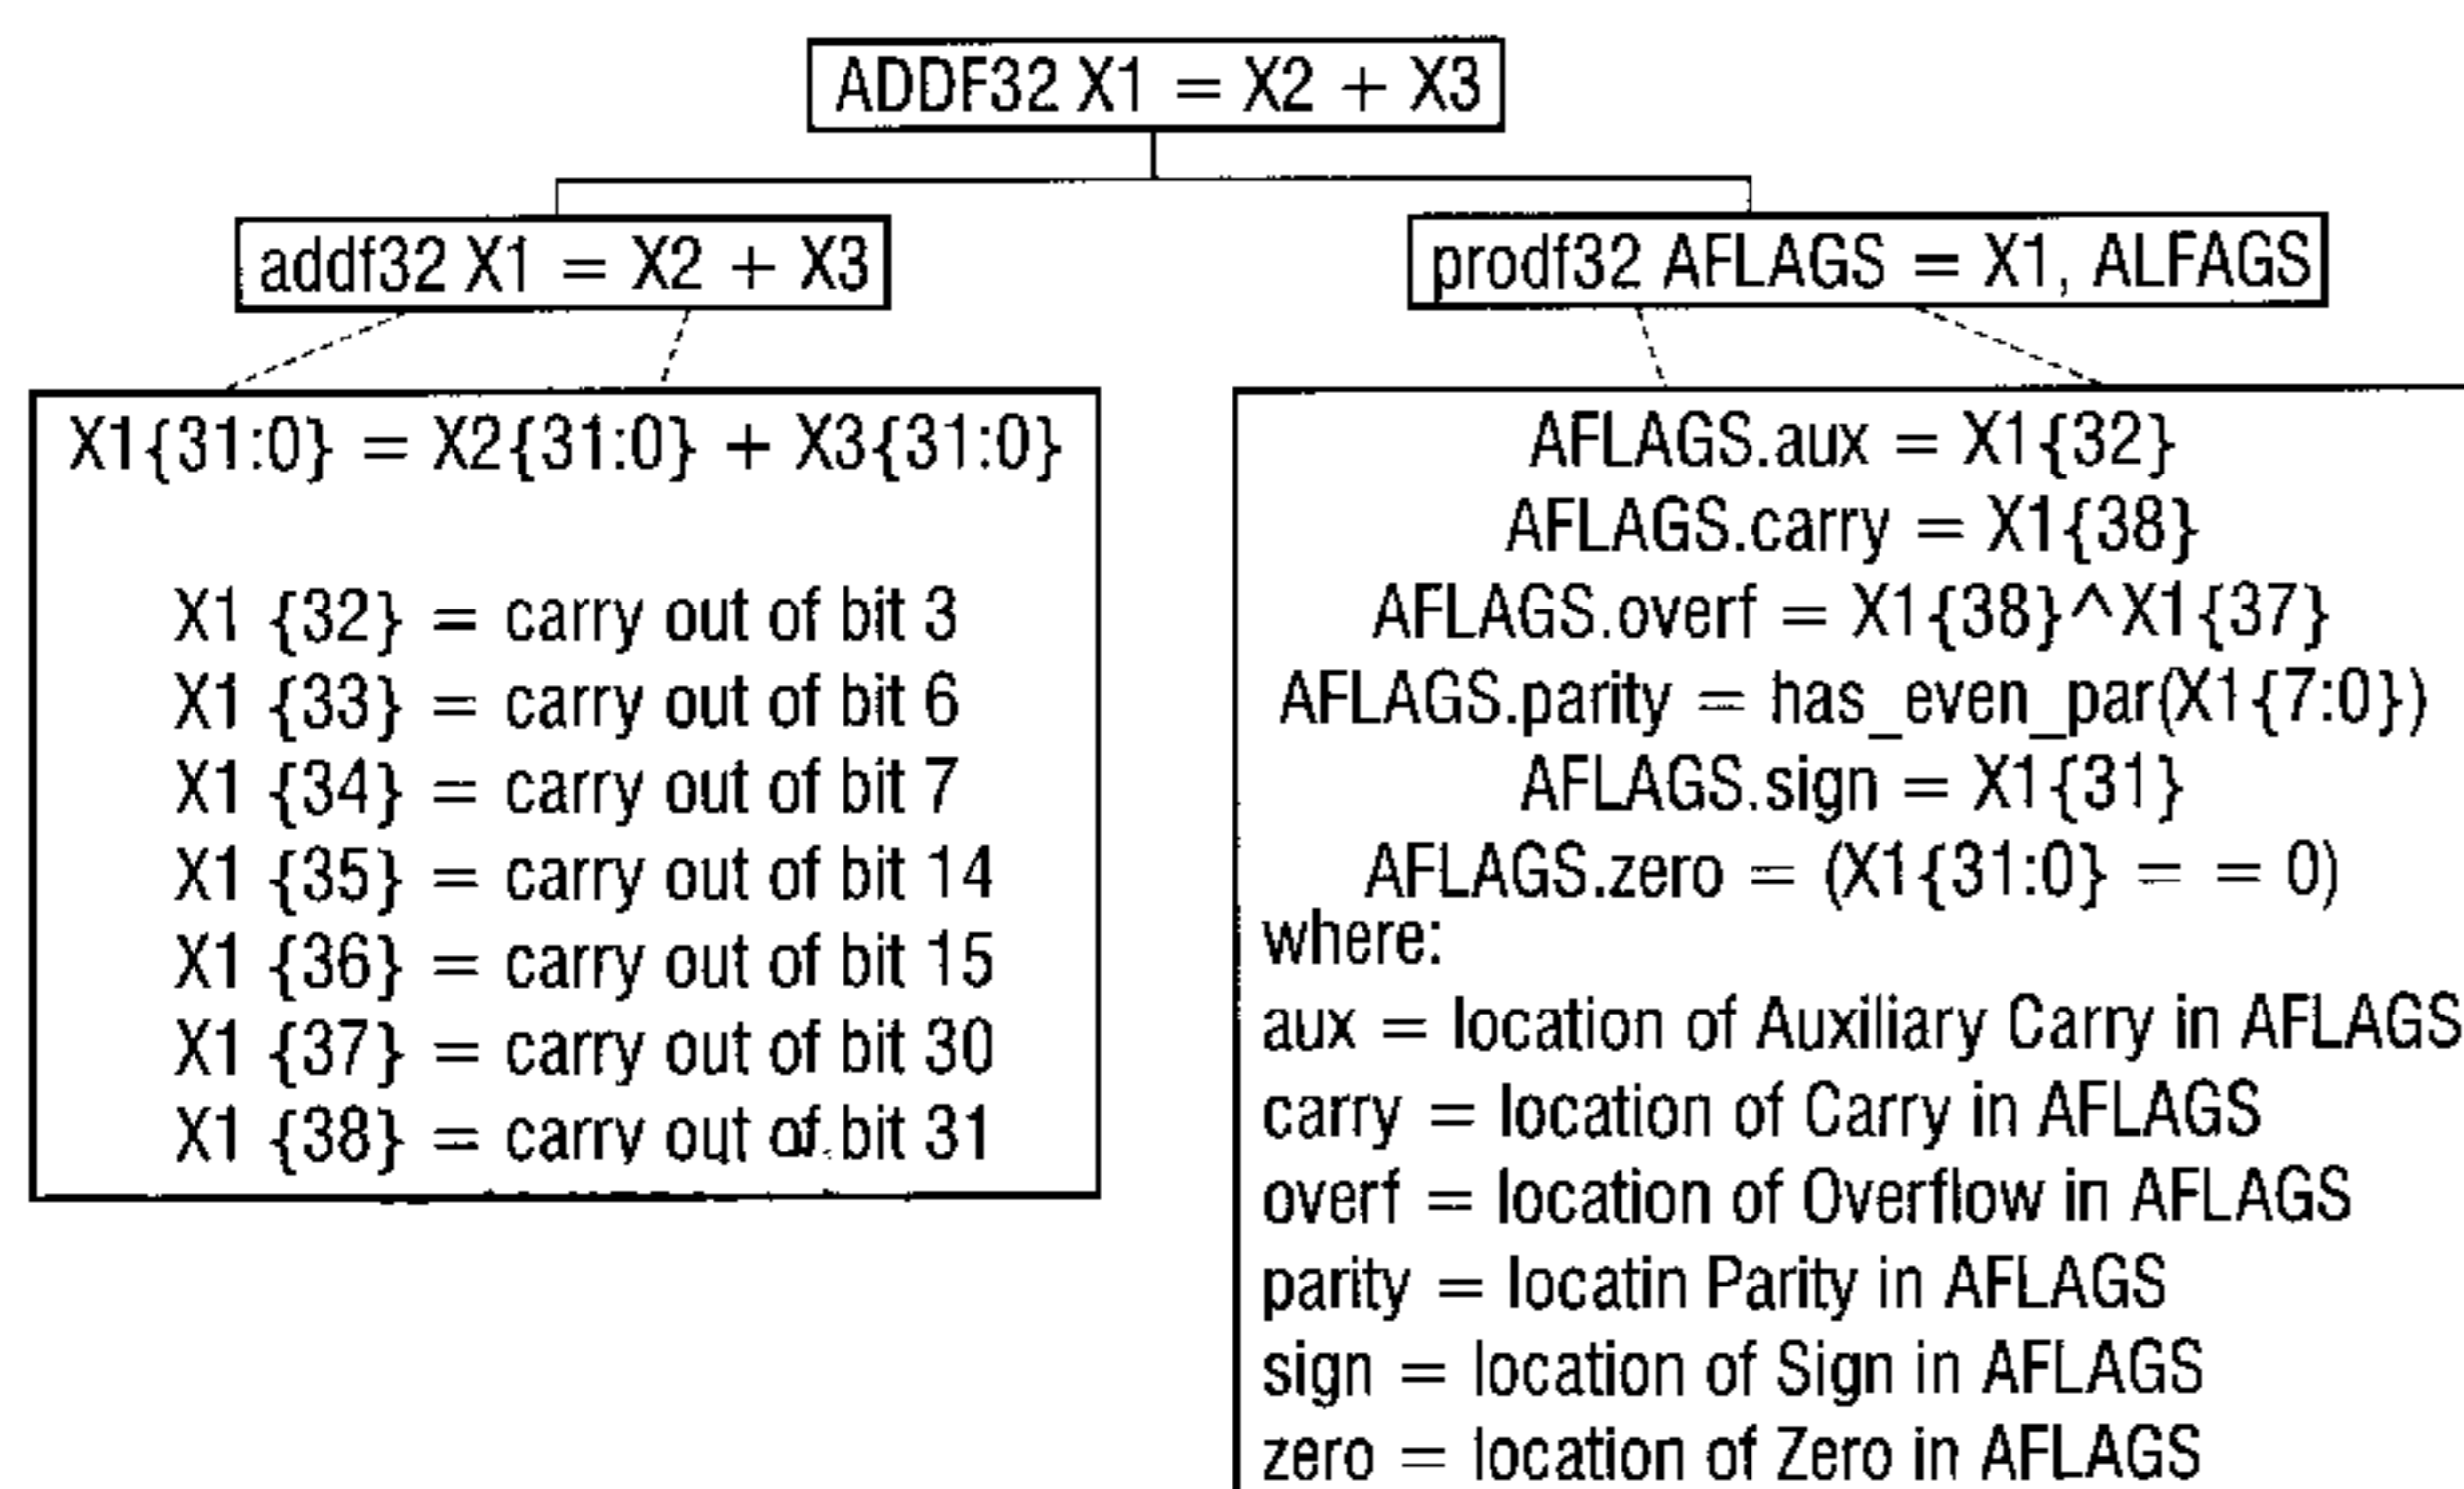 ADDF32 X1 = X2 + X3
addf32 X1 = X2 + X3
prodf32 AFLAGS = X1, ALFAGS
X1{31:0} = X2{31:0} + X3{31:0}
X1 {32} = carry out of bit 3
X1 {33} = carry out of bit 6
X1 {34} = carry out of bit 7
X1 {35} = carry out of bit 14
X1 {36} = carry out of bit 15
X1 {37} = carry out of bit 30
X1 {38} = carry out of bit 31
AFLAGS.aux = X1{32}
AFLAGS.carry = X1{38}
AFLAGS.overf = X1{38}^X1{37}
AFLAGS.parity = has_even_par(X1{7:0})
AFLAGS.sign = X1{31}
AFLAGS.zero = (X1{31:0} = = 0)
where:
aux = location of Auxiliary Carry in AFLAGS
carry = location of Carry in AFLAGS
overf = location of Overflow in AFLAGS
parity = locatin Parity in AFLAGS
sign = location of Sign in AFLAGS
zero = location of Zero in AFLAGS